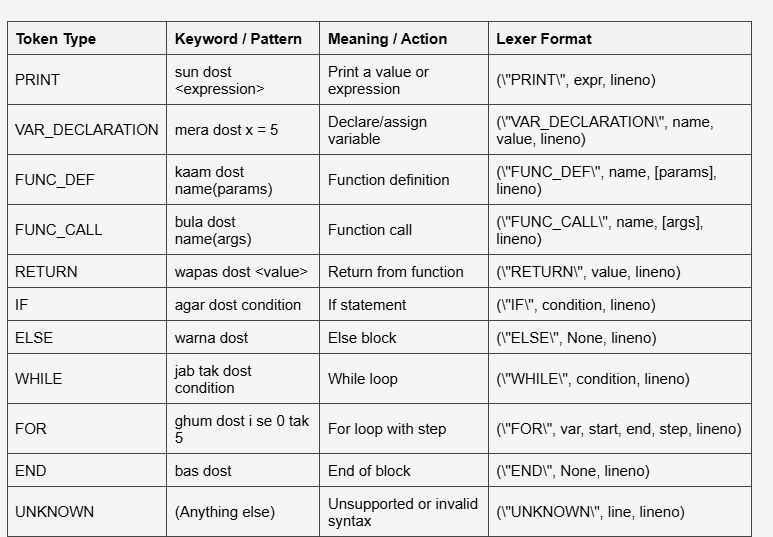 Token Type Keyword / Pattern Meaning / Action Lexer Format
PRINT
sun dost
<expression>
Print a value or
expression
(\"PRINT\", expr, lineno)
VAR_DECLARATION
mera dost x = 5
Declare/assign
variable
(\"VAR_DECLARATION\", name,
value, lineno)
FUNC_DEF
kaam dost
name(params)
Function definition
(\"FUNC_DEF\", name, [params],
lineno)
FUNC_CALL
bula dost
name(args)
Function call
(\"FUNC_CALL\", name, [args],
lineno)
RETURN wapas dost <value> Return from function (\"RETURN\", value, lineno)
IF agar dost condition If statement (\"IF\", condition, lineno)
ELSE warna dost Else block (\"ELSE\", None, lineno)
WHILE
jab tak dost
condition
While loop
(\"WHILE\", condition, lineno)
FOR
ghum dost i se 0 tak
5
For loop with step
(\"FOR\", var, start, end, step, lineno)
END bas dost End of block (\"END\", None, lineno)
UNKNOWN
(Anything else)
Unsupported or invalid
syntax
(\"UNKNOWN\", line, lineno)